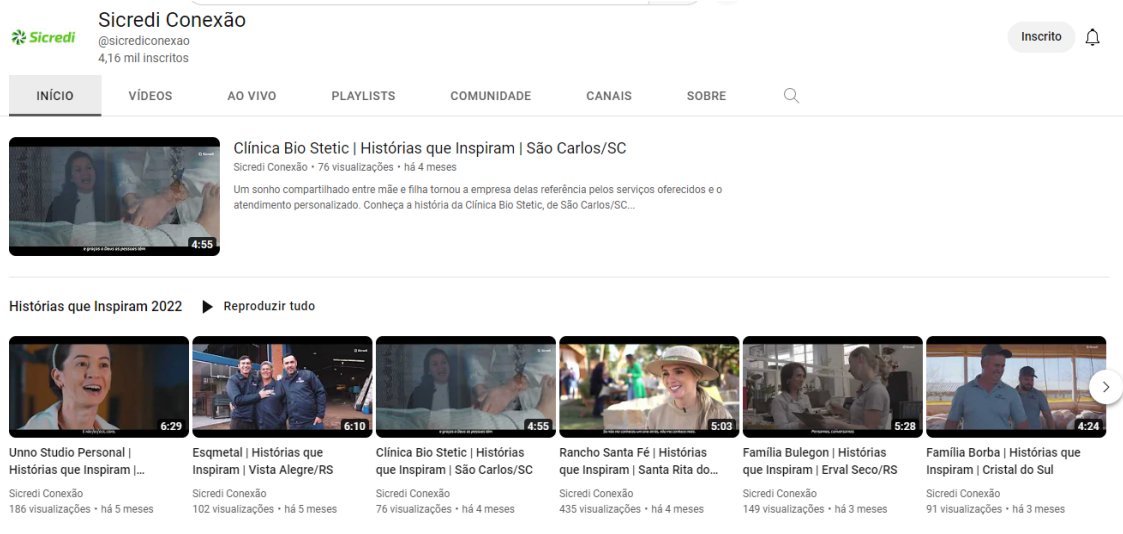 Sicredi
Sicredi Conexão
@sicrediconexao
4,16 mil inscritos
Inscrito
INÍCIO
VÍDEOS
AO VIVO
PLAYLISTS
COMUNIDADE
CANAIS
SOBRE
Clínica Bio Stetic | Histórias que Inspiram | São Carlos/SC
Sicredi Conexão • 76 visualizações • há 4 meses
Um sonho compartilhado entre mãe e filha tornou a empresa delas referência pelos serviços oferecidos e o
atendimento personalizado. Conheça a história da Clínica Bio Stetic, de São Carlos/SC...
Sicredi
e graças a Deus as pessoas têm
4:55
Histórias que Inspiram 2022
Reproduzir tudo
6:29
Unno Studio Personal |
Histórias que Inspiram |...
Sicredi Conexão
186 visualizações • há 5 meses
Sicredi
6:10
Esqmetal | Histórias que
Inspiram | Vista Alegre/RS
Sicredi Conexão
102 visualizações • há 5 meses
4:55
Clínica Bio Stetic | Histórias
que Inspiram | São Carlos/SC
Sicredi Conexão
76 visualizações • há 4 meses
5:03
Rancho Santa Fé | Histórias
que Inspiram | Santa Rita do...
Sicredi Conexão
435 visualizações • há 4 meses
5:28
Família Bulegon | Histórias
que Inspiram | Erval Seco/RS
Sicredi Conexão
149 visualizações • há 3 meses
4:24
Família Borba | Histórias que
Inspiram | Cristal do Sul
Sicredi Conexão
91 visualizações • há 3 meses